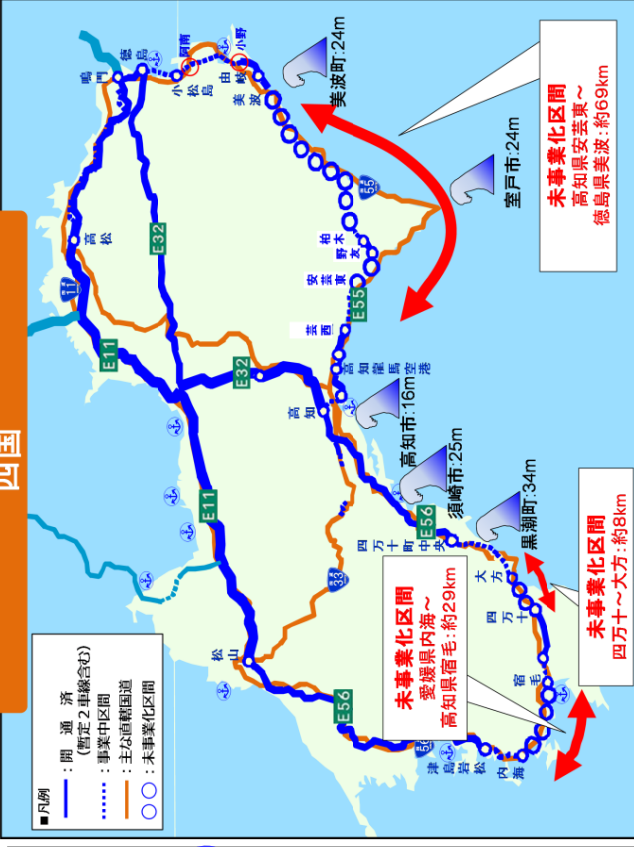 四国
■凡例
：開　通　済
（暫定２車線含む）
：事業中区間
：主な直轄国道
：未事業化区間
未事業化区間
高知県安芸東～
徳島県美波：約69km
未事業化区間
四万十～大方：約8km
未事業化区間
愛媛県内海～
高知県宿毛：約29km
美波町:24m
室戸市:24m
高知市:16m
須崎市:25m
黒潮町:34m
鳴門
徳島
小松島
阿南
小野
由岐
美波
高松
柏木
野友
安芸東
芸西
高知龍馬空港
高知
四万十町中央
大方
四万十
宿毛
内海
津島岩松
松山
E11
E11
E32
E32
E55
E56
E56
11
33
55
56